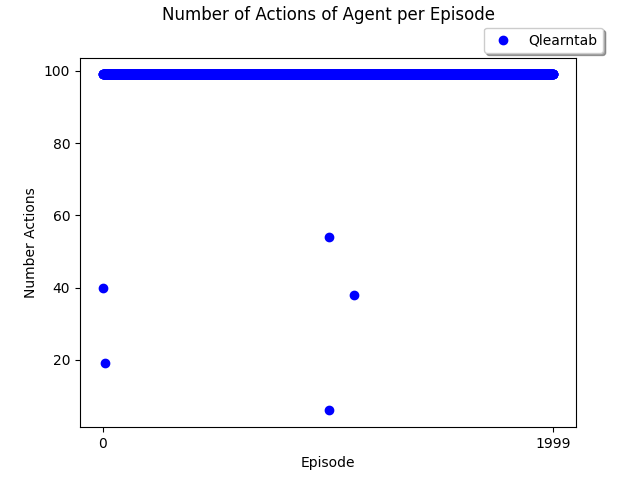 Number of Actions of Agent per Episode
Qlearntab
100
80
60
40
20
Number Actions
0
1999
Episode